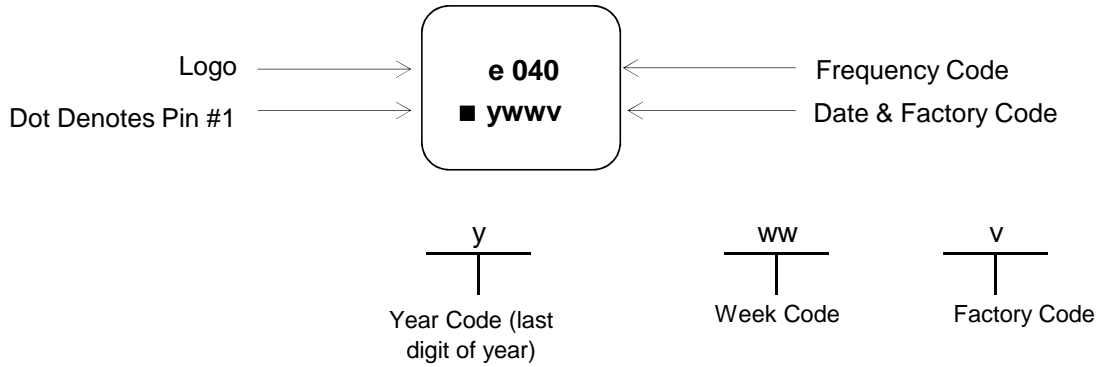 Logo
e 040
Frequency Code
Dot Denotes Pin #1
■ ywwv
Date & Factory Code
y
ww
v
Year Code (last
digit of year)
Week Code
Factory Code